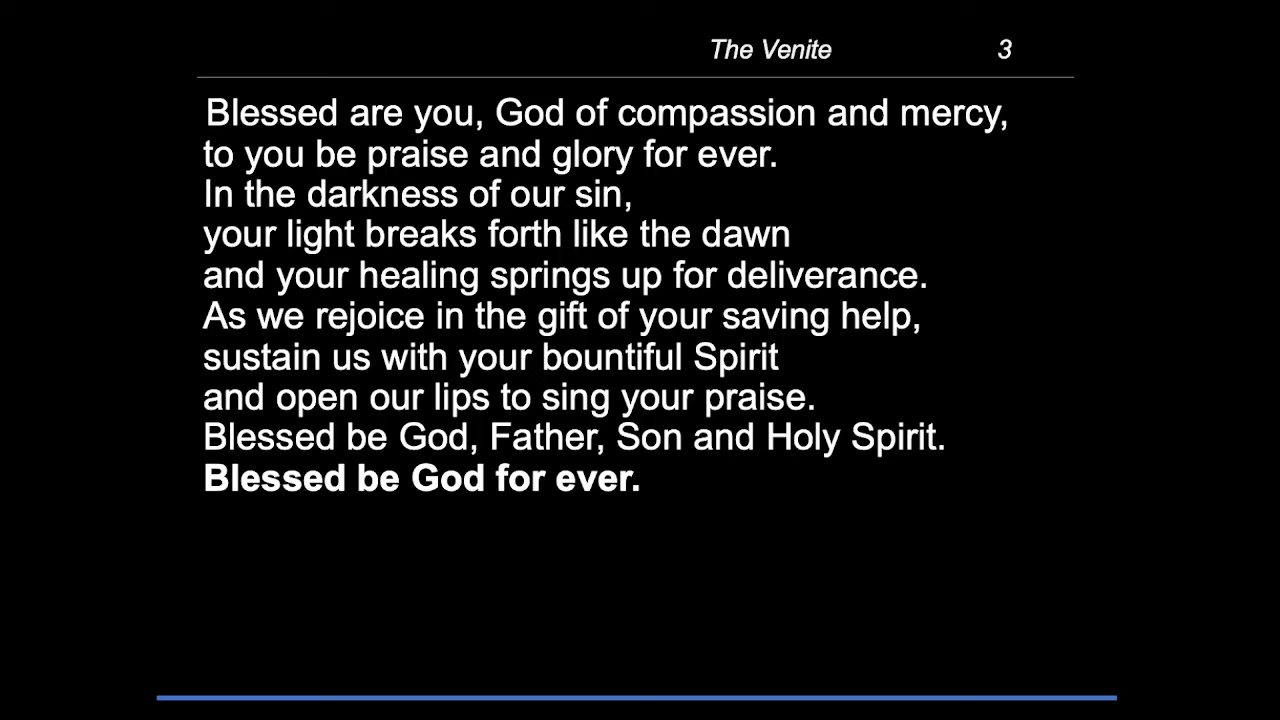 The Venite 3
Blessed are you, God of compassion and mercy,
to you be praise and glory for ever.
In the darkness of our sin,
your light breaks forth like the dawn
and your healing springs up for deliverance.
As we rejoice in the gift of your saving help,
sustain us with your bountiful Spirit
and open our lips to sing your praise.
Blessed be God, Father, Son and Holy Spirit.
Blessed be God for ever.